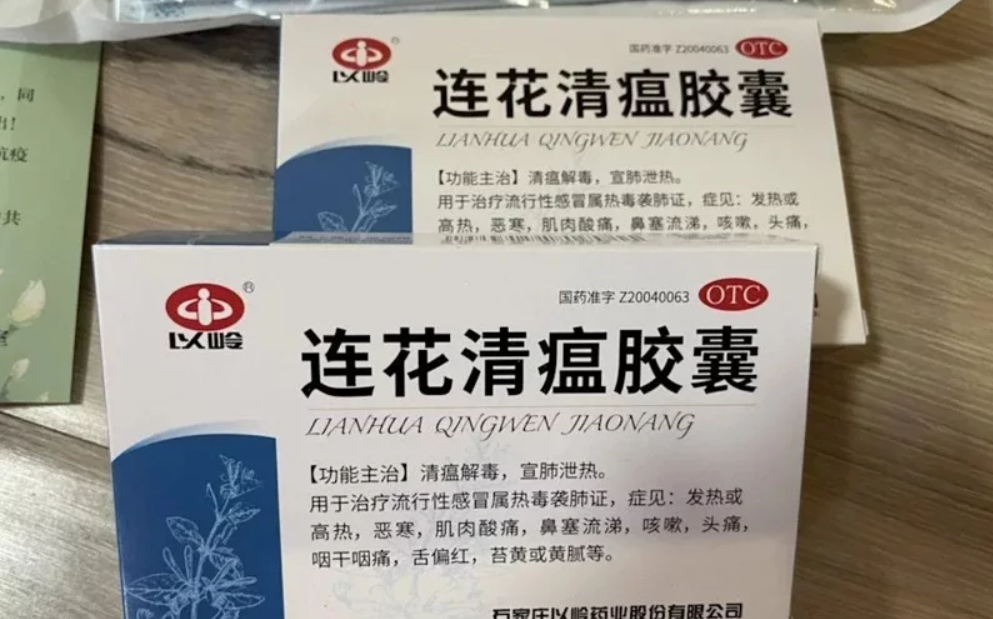 ，同
抗疫
共
以岭
®
国药准字 Z20040063 OTC
连花清瘟胶囊
LIANHUA QINGWEN JIAONANG
【功能主治】清瘟解毒，宣肺泄热。
用于治疗流行性感冒属热毒袭肺证，症见：发热或
高热，恶寒，肌肉酸痛，鼻塞流涕，咳嗽，头痛，
以岭
®
国药准字 Z20040063 OTC
连花清瘟胶囊
LIANHUA QINGWEN JIAONANG
【功能主治】清瘟解毒，宣肺泄热。
用于治疗流行性感冒属热毒袭肺证，症见：发热或
高热，恶寒，肌肉酸痛，鼻塞流涕，咳嗽，头痛，
咽干咽痛，舌偏红，苔黄或黄腻等。
石家庄以岭药业股份有限公司